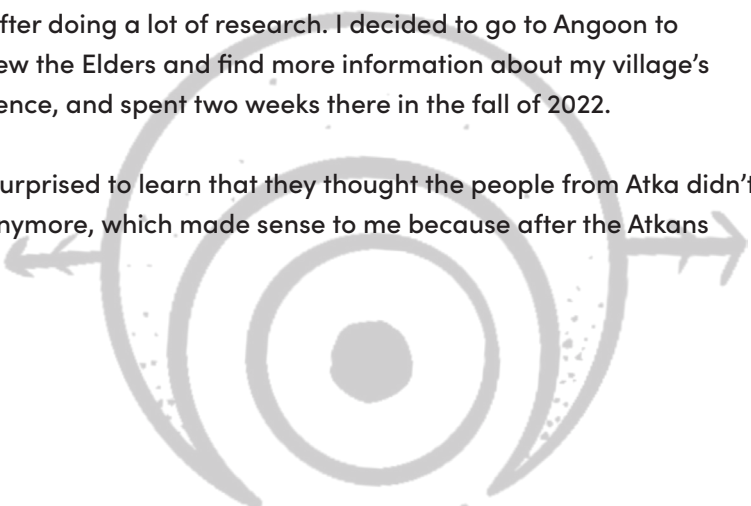 fter doing a lot of research. I decided to go to Angoon to
ew the Elders and find more information about my village’s
ence, and spent two weeks there in the fall of 2022.
urprised to learn that they thought the people from Atka didn’t
nymore, which made sense to me because after the Atkans